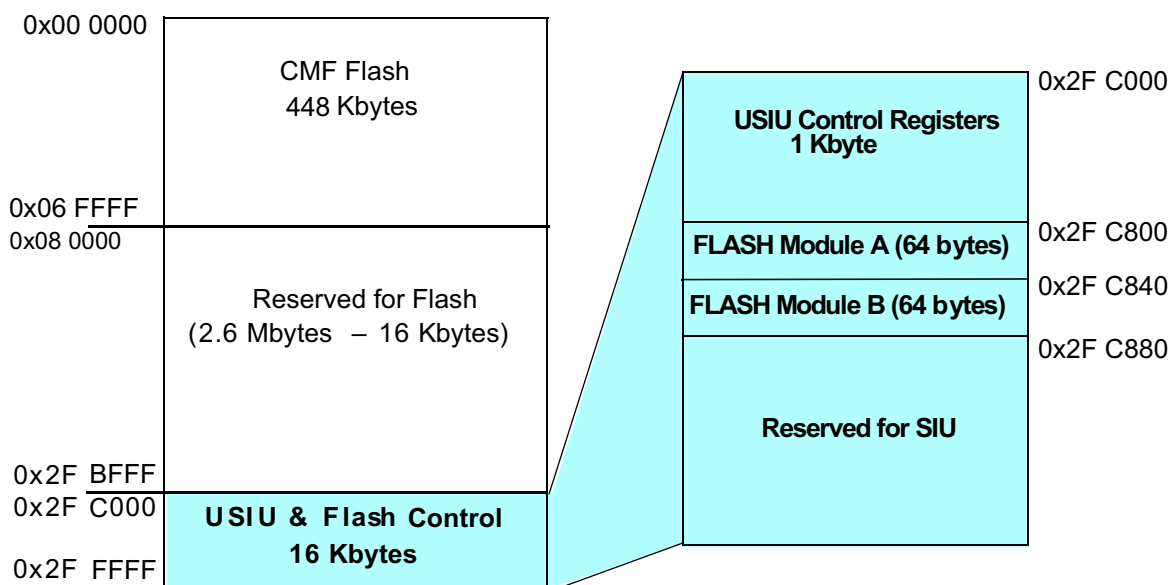 0x00 0000
CMF Flash
448 Kbytes
0x06 FFFF
0x08 0000
Reserved for Flash
(2.6 Mbytes – 16 Kbytes)
0x2F BFFF
0x2F C000
USIU & Flash Control
16 Kbytes
0x2F FFFF
0x2F C000
USIU Control Registers
1 Kbyte
0x2F C800
FLASH Module A (64 bytes)
0x2F C840
FLASH Module B (64 bytes)
0x2F C880
Reserved for SIU